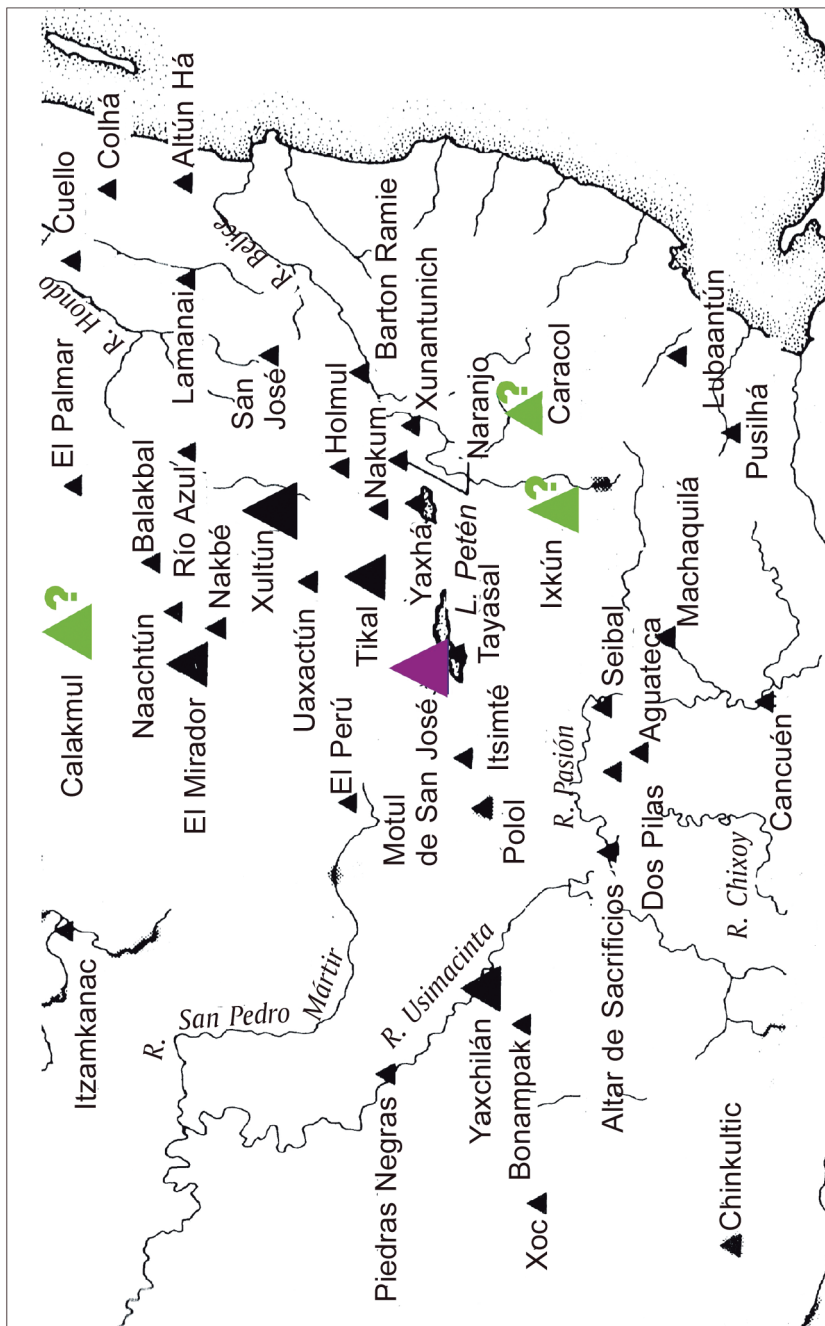 Calakmul
?
El Palmar
Cuello
Itzamkanac
R. Hondo
Colhá
Naachtún
Balakbal
R.
San Pedro
Mártir
El Mirador
Río Azul
Lamanai
Altún Há
Nakbé
San
José
Xultún
R. Belice
Uaxactún
Holmul
El Perú
Tikal
Nakum
Barton Ramie
Piedras Negras
Motul
de San José
Yaxhá
Xunantunich
R. Usimacinta
L. Petén
Naranjo
Yaxchilán
Itsimté
Tayasal
Bonampak
Polol
Xoc
Ixkún
?
Caracol
?
R. Pasión
Altar de Sacrificios
Seibal
Dos Pilas
Aguateca
Machaquilá
Lubaantún
Chinkultic
R. Chixoy
Pusilhá
Cancuén